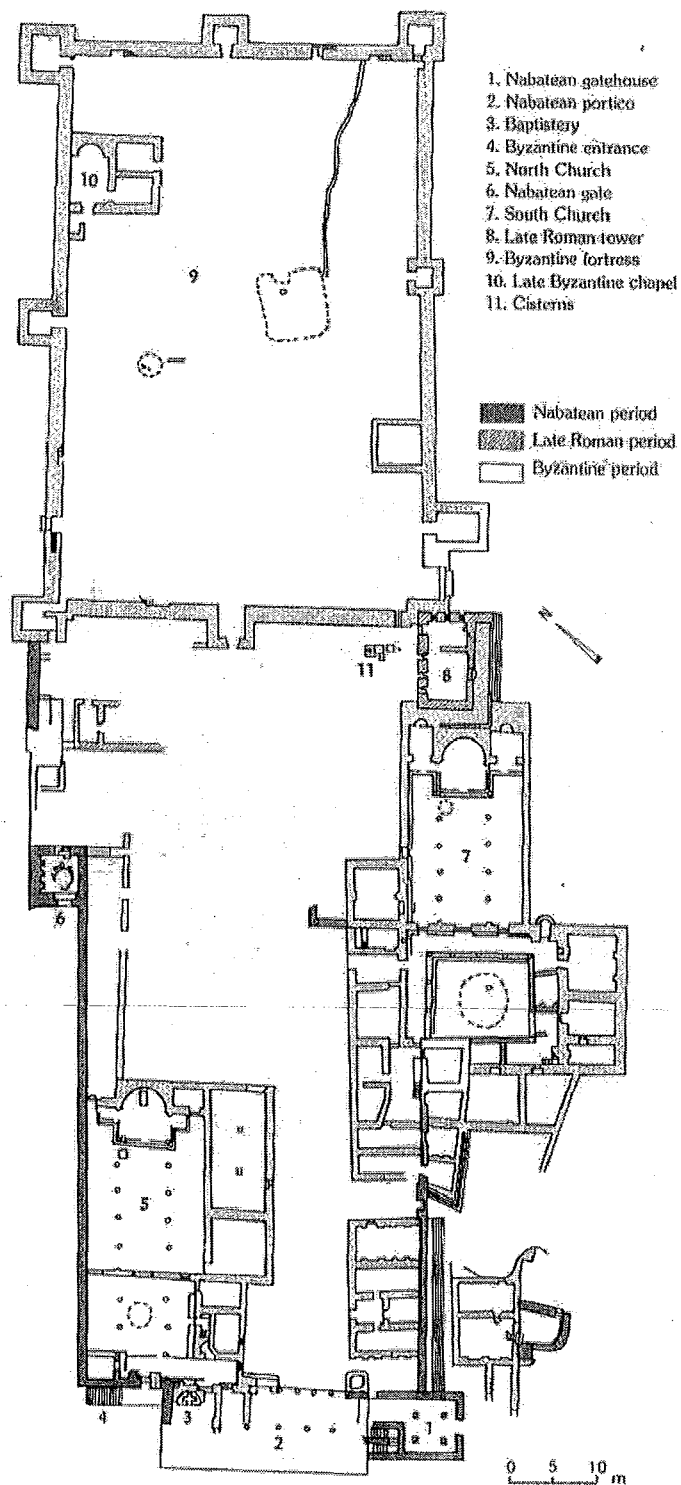 1. Nabatean gatehouse
2. Nabatean portico
3. Baptistery
4. Byzantine entrance
5. North Church
6. Nabatean gate
7. South Church
8. Late Roman tower
9. Byzantine fortress
10. Late Byzantine chapel
11. Cisterns
Nabatean period
Late Roman period
Byzantine period
10
9
N
11
8
7
6
5
4
3
2
1
0 5 10 m